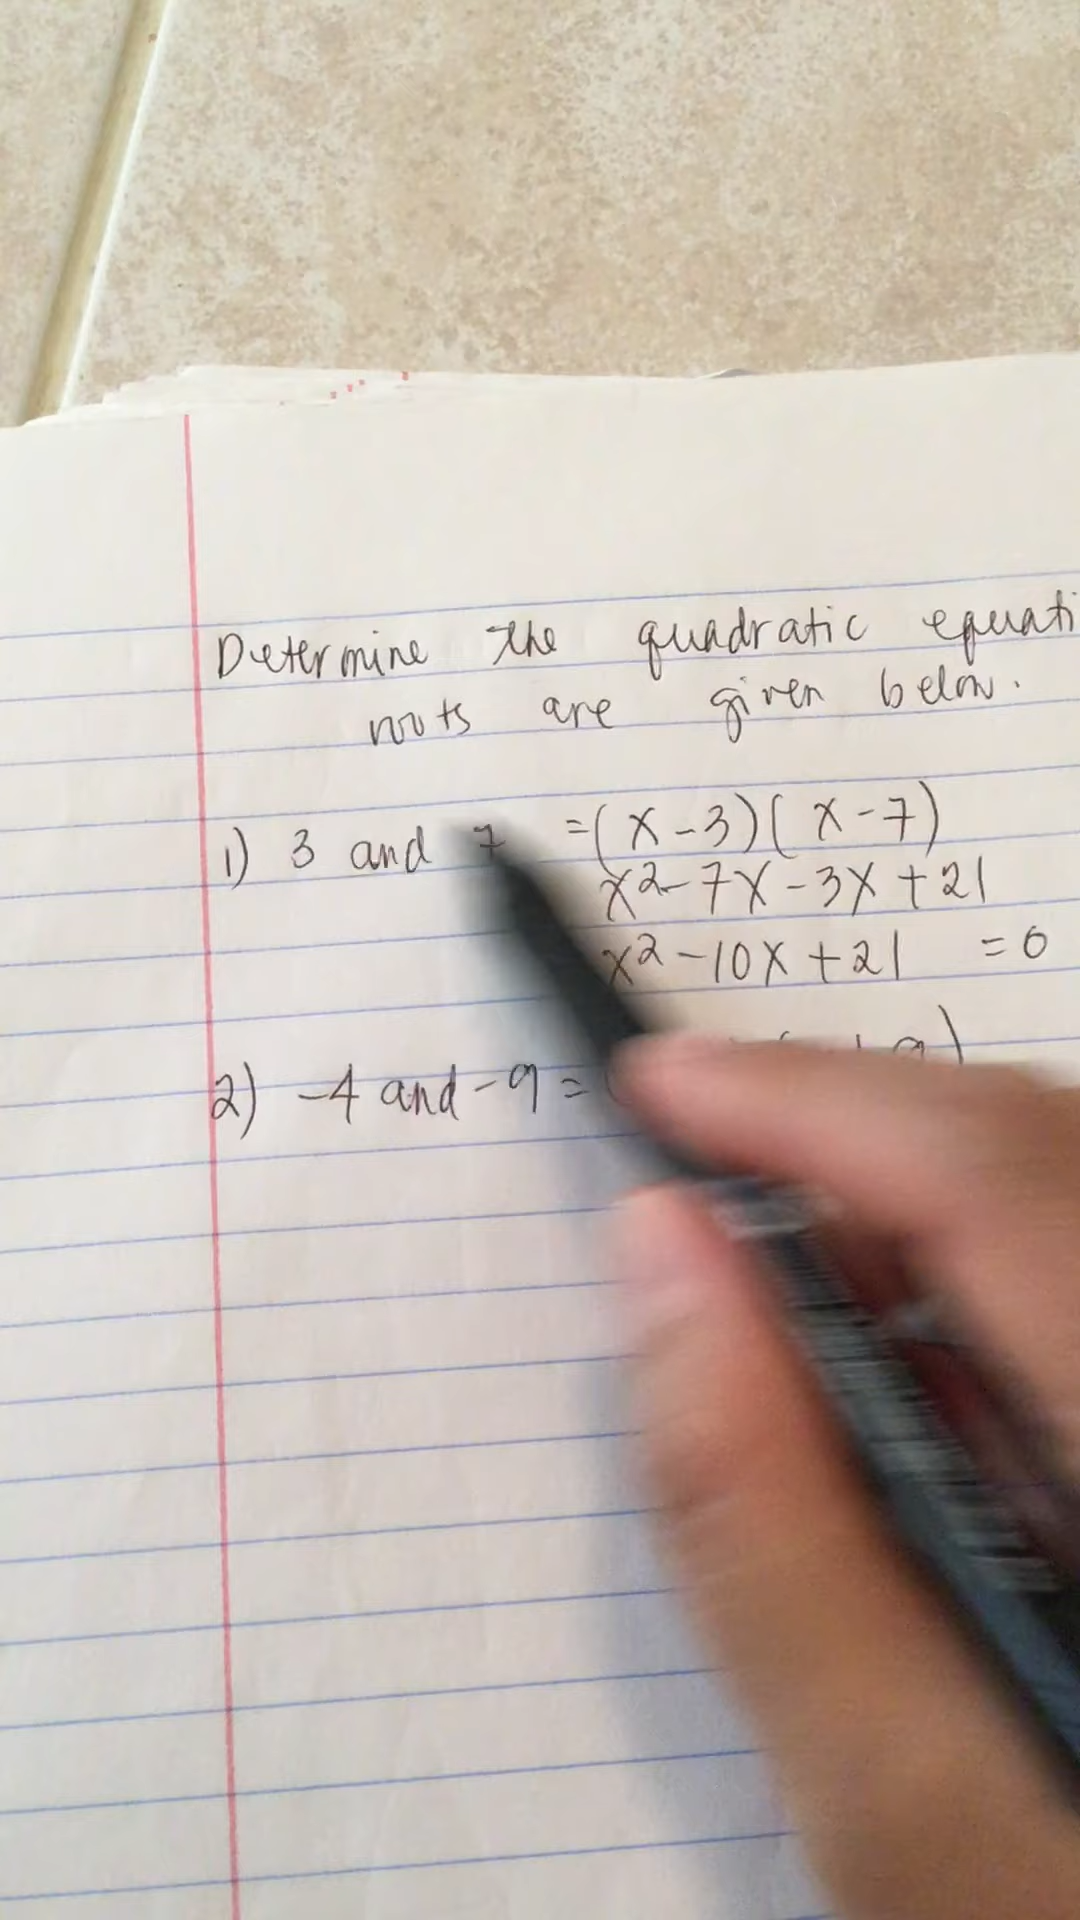 Determine the quadratic equati
roots are given below.
1) 3 and 7 =(x-3)(x-7)
x²-7x-3x+21
x²-10x+21 =0
2) -4 and -9=( 9)